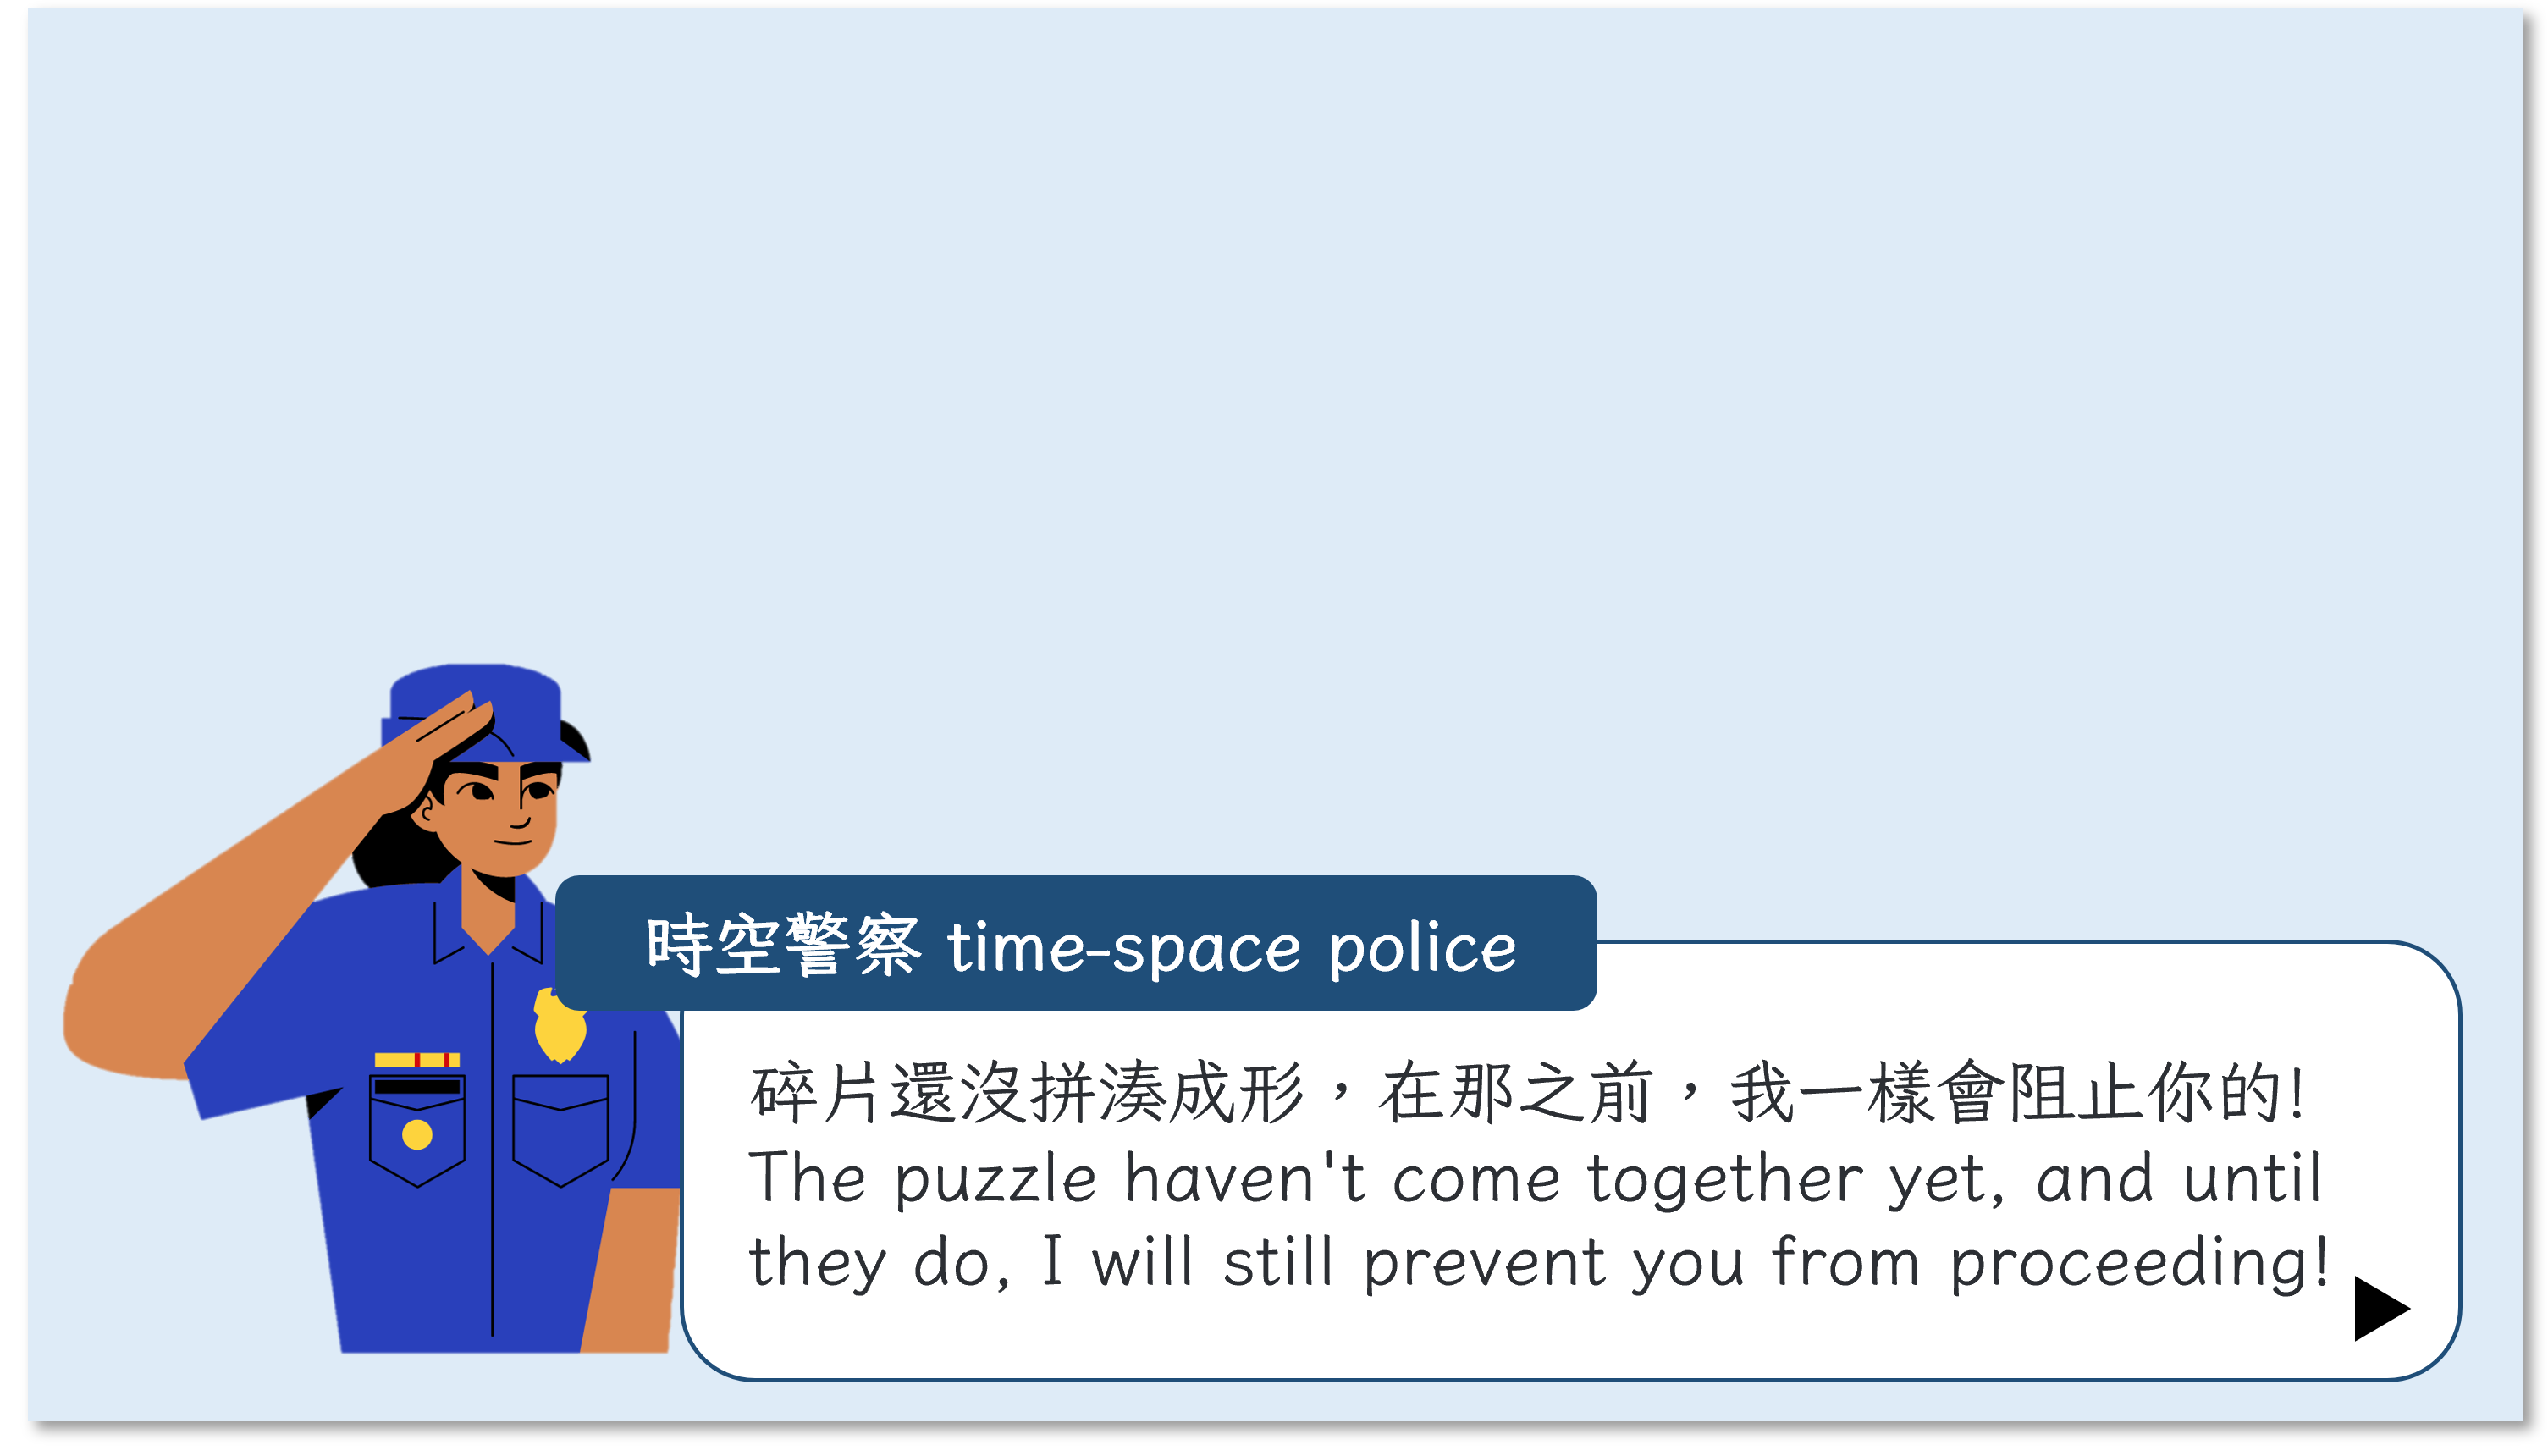 時空警察 time-space police
碎片還沒拼湊成形，在那之前，我一樣會阻止你的!
The puzzle haven't come together yet, and until
they do, I will still prevent you from proceeding!